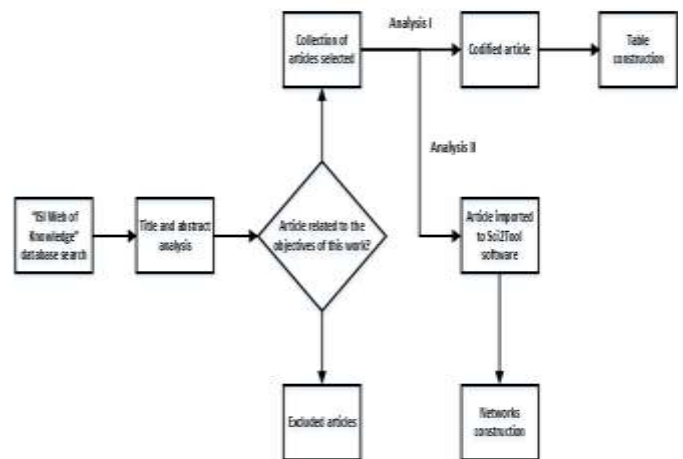 Collection of
articles selected
Analysis I
Codified article
Table
construction
Analysis II
"ISI Web of
Knowledge"
database search
Title and abstract
analysis
Article related to the
objectives of this work?
Article imported
to Sci2Tool
software
Excluded articles
Networks
construction